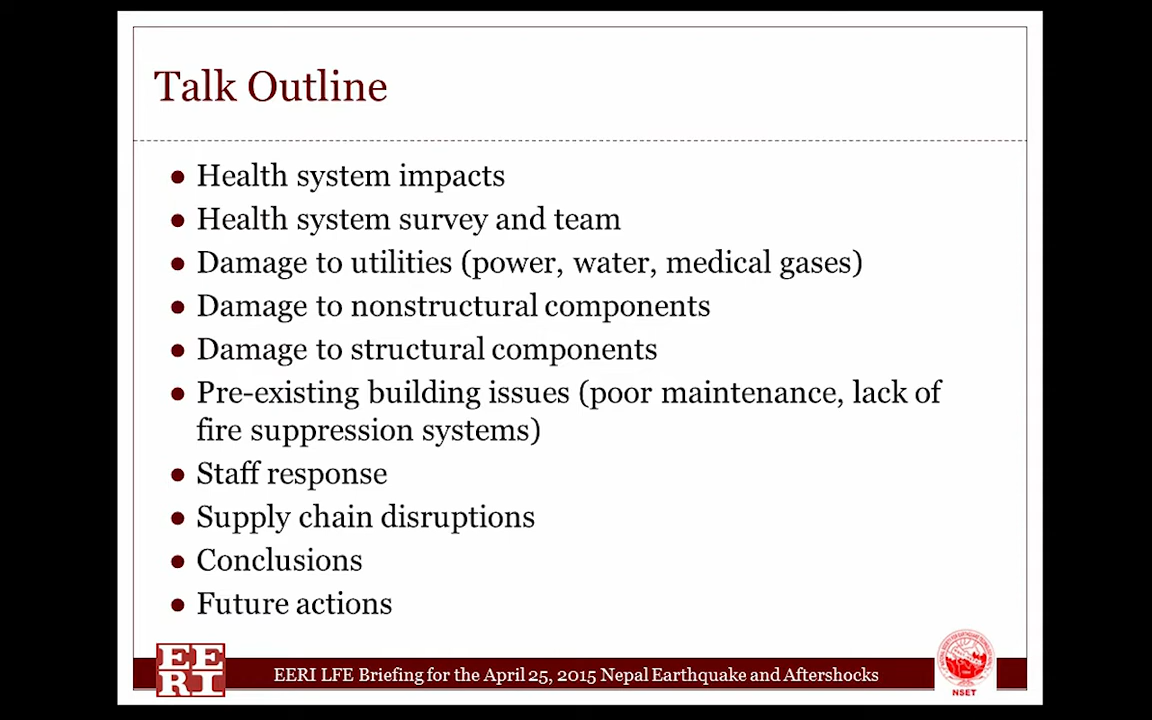 Talk Outline
● Health system impacts
● Health system survey and team
● Damage to utilities (power, water, medical gases)
● Damage to nonstructural components
● Damage to structural components
● Pre-existing building issues (poor maintenance, lack of
fire suppression systems)
● Staff response
● Supply chain disruptions
● Conclusions
● Future actions
EE
RI
EERI LFE Briefing for the April 25, 2015 Nepal Earthquake and Aftershocks
NSET